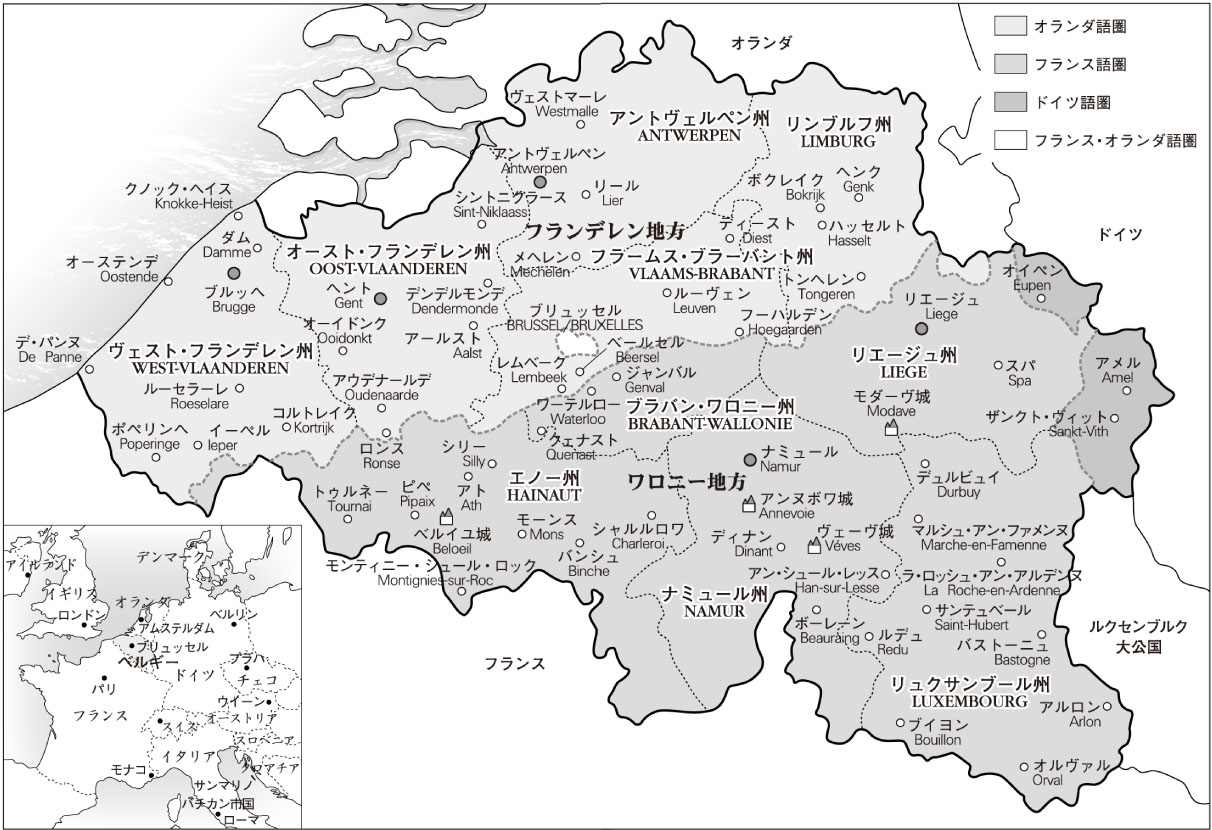 オランダ語圏
フランス語圏
ドイツ語圏
フランス・オランダ語圏
オランダ
ドイツ
ルクセンブルク
大公国
フランス
ヴェストマーレ
Westmalle
アントヴェルペン州
ANTWERPEN
リンブルフ州
LIMBURG
アントヴェルペン
Antwerpen
リール
Lier
ボクレイク
Bokrijk
ヘンク
Genk
クノック・ヘイス
Knokke-Heist
シントニクラース
Sint-Niklaass
フランデレン地方
ディースト
Diest
ハッセルト
Hasselt
ダム
Damme
オースト・フランデレン州
OOST-VLAANDEREN
メヘレン
Mechelen
フラームス・ブラーバント州
VLAAMS-BRABANT
オーステンデ
Oostende
ブルッヘ
Brugge
ヘント
Gent
デンデルモンデ
Dendermonde
ルーヴェン
Leuven
トンヘレン
Tongeren
オイペン
Eupen
リエージュ
Liege
ブリュッセル
BRUSSEL/BRUXELLES
フーハルデン
Hoegaarden
オーイドンク
Ooidonkt
アールスト
Aalst
デ・パンヌ
De Panne
ヴェスト・フランデレン州
WEST-VLAANDEREN
ベールセル
Beersel
レムベーク
Lembeek
ジャンバル
Genval
リエージュ州
LIEGE
スパ
Spa
アメル
Amel
ルーセラーレ
Roeselare
アウデナールデ
Oudenaarde
ワーテルロー
Waterloo
ブラバン・ワロニー州
BRABANT-WALLONIE
モダーヴ城
Modave
ザンクト・ヴィット
Sankt-Vith
コルトレイク
Kortrijk
ポペリンヘ
Poperinge
イーペル
Ieper
ロンス
Ronse
シリー
Silly
クェナスト
Quenast
ナミュール
Namur
エノー州
HAINAUT
ワロニー地方
デュルビュイ
Durbuy
トゥルネー
Tournai
ピペ
Pipaix
アト
Ath
アンヌボワ城
Annevoie
ベルイユ城
Beloeil
モーンス
Mons
シャルルロワ
Charleroi
ディナン
Dinant
ヴェーヴ城
Véves
マルシュ・アン・ファメンヌ
Marche-en-Famenne
バンシュ
Binche
モンティニー・シュール・ロック
Montignies-sur-Roc
アン・シュール・レッス
Han-sur-Lesse
ラ・ロッシュ・アン・アルデンヌ
La Roche-en-Ardenne
ナミュール州
NAMUR
ボーレーン
Beauraing
ルデュ
Redu
サンテュベール
Saint-Hubert
バストーニュ
Bastogne
リュクサンブール州
LUXEMBOURG
アルロン
Arlon
ブイヨン
Bouillon
オルヴァル
Orval
デンマーク
アイルランド
イギリス
オランダ
ロンドン
ベルリン
アムステルダム
ブリュッセル
ベルギー
ドイツ
プラハ
チェコ
パリ
ウイーン
フランス
オーストリア
スイス
スロベニア
イタリア
クロアチア
モナコ
サンマリノ
バチカン市国
ローマ